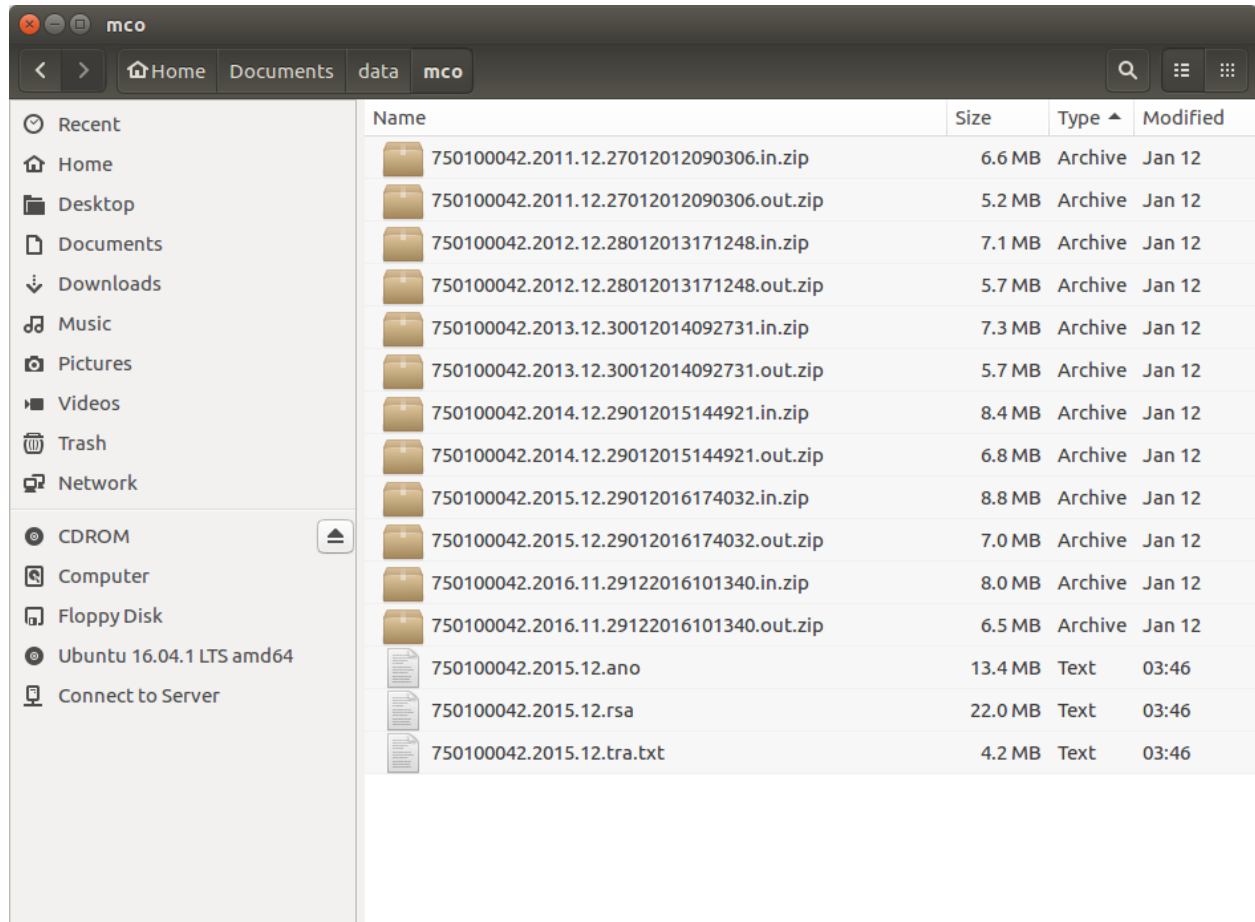 mco
Home Documents data mco
Recent
Home
Desktop
Documents
Downloads
Music
Pictures
Videos
Trash
Network
CDROM
Computer
Floppy Disk
Ubuntu 16.04.1 LTS amd64
Connect to Server
Name Size Type Modified
750100042.2011.12.27012012090306.in.zip 6.6 MB Archive Jan 12
750100042.2011.12.27012012090306.out.zip 5.2 MB Archive Jan 12
750100042.2012.12.28012013171248.in.zip 7.1 MB Archive Jan 12
750100042.2012.12.28012013171248.out.zip 5.7 MB Archive Jan 12
750100042.2013.12.30012014092731.in.zip 7.3 MB Archive Jan 12
750100042.2013.12.30012014092731.out.zip 5.7 MB Archive Jan 12
750100042.2014.12.29012015144921.in.zip 8.4 MB Archive Jan 12
750100042.2014.12.29012015144921.out.zip 6.8 MB Archive Jan 12
750100042.2015.12.29012016174032.in.zip 8.8 MB Archive Jan 12
750100042.2015.12.29012016174032.out.zip 7.0 MB Archive Jan 12
750100042.2016.11.29122016101340.in.zip 8.0 MB Archive Jan 12
750100042.2016.11.29122016101340.out.zip 6.5 MB Archive Jan 12
750100042.2015.12.ano 13.4 MB Text 03:46
750100042.2015.12.rsa 22.0 MB Text 03:46
750100042.2015.12.tra.txt 4.2 MB Text 03:46